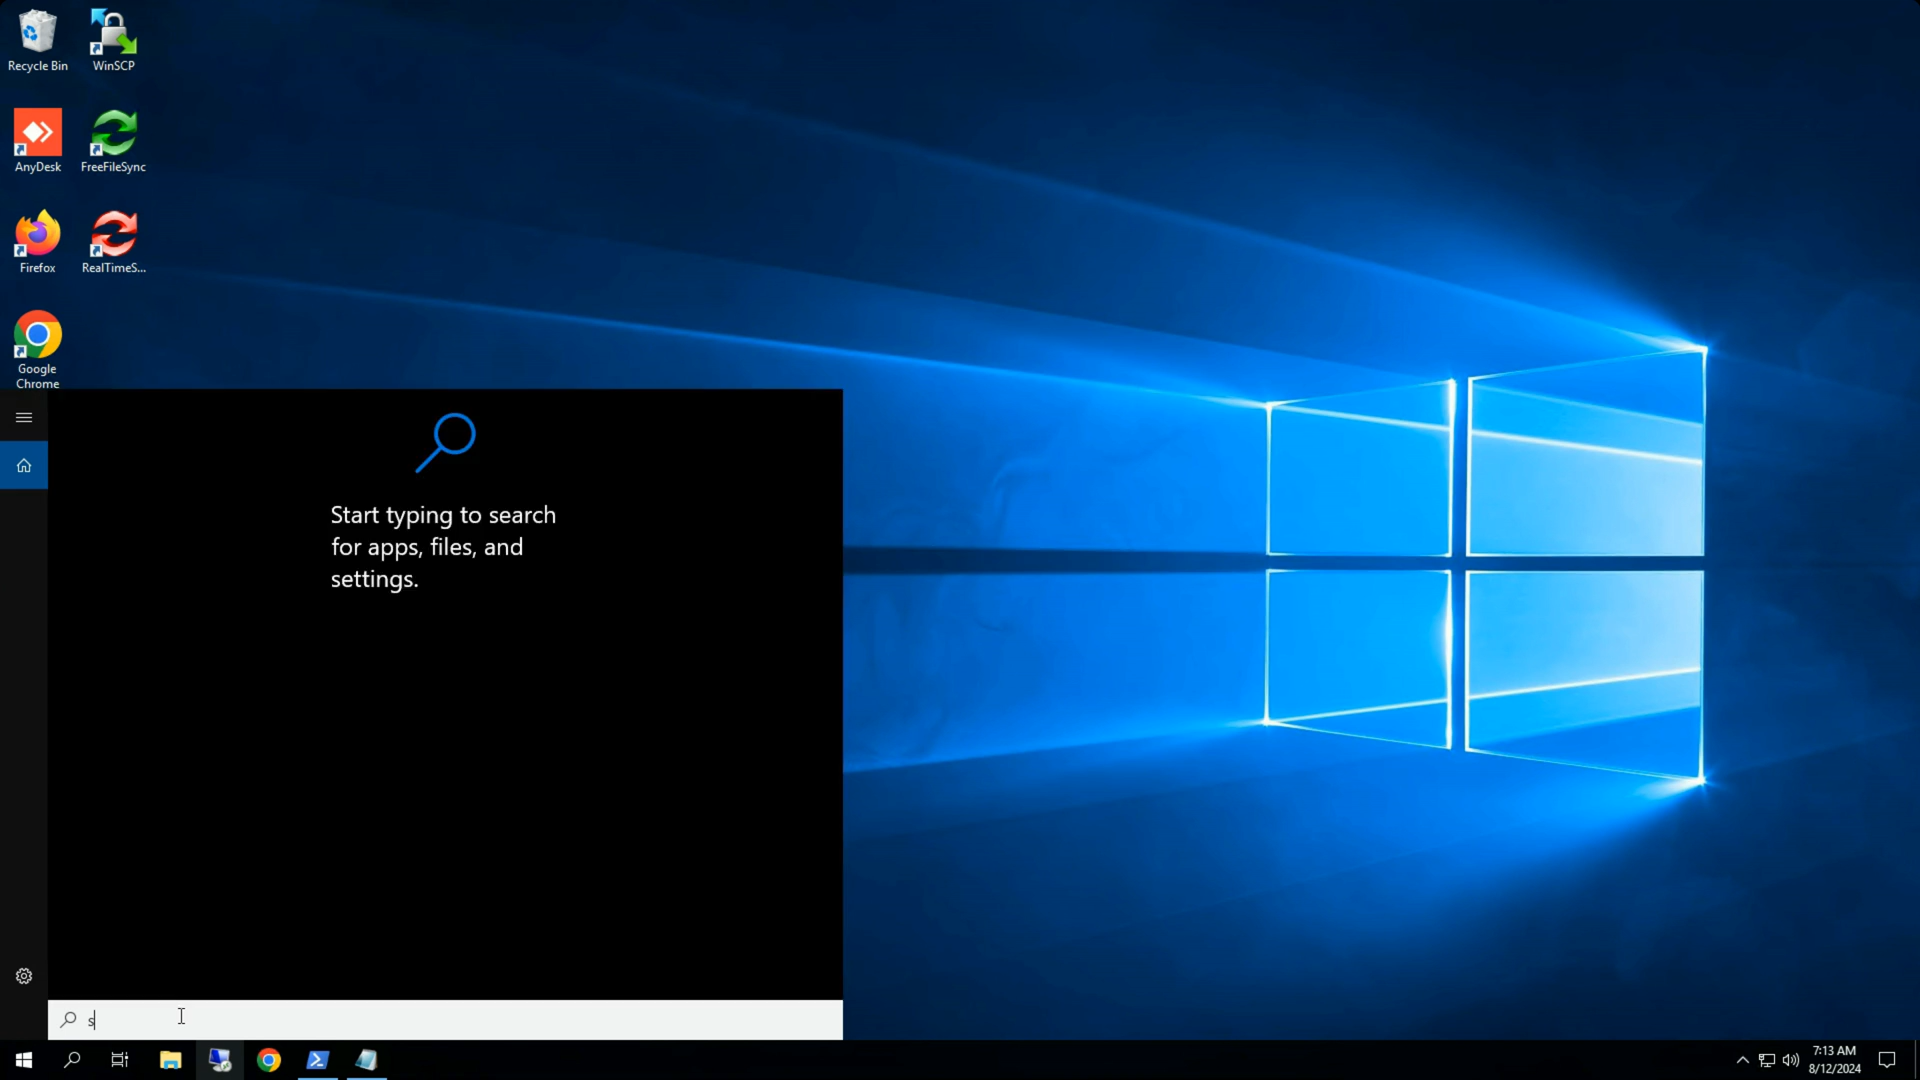 Recycle Bin
WinSCP
AnyDesk
FreeFileSync
Firefox
RealTimeS...
Google
Chrome
Start typing to search
for apps, files, and
settings.
s
7:13 AM
8/12/2024